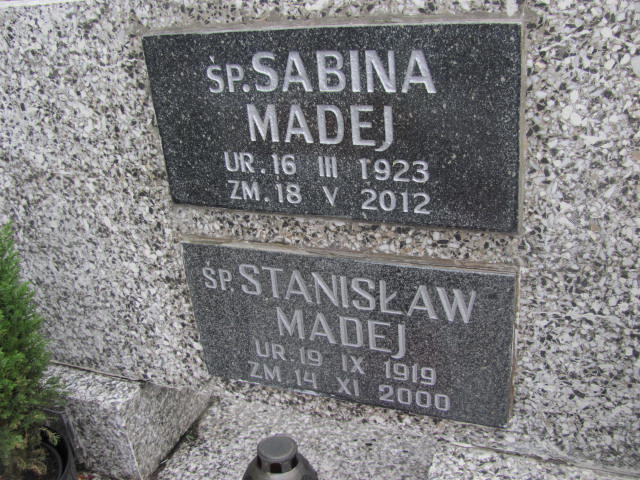 ŚP. SABINA
MADEJ
UR. 16 III 1923
ZM. 18 V 2012
ŚP. STANISŁAW
MADEJ
UR. 19 IX 1919
ZM. 14 XI 2000